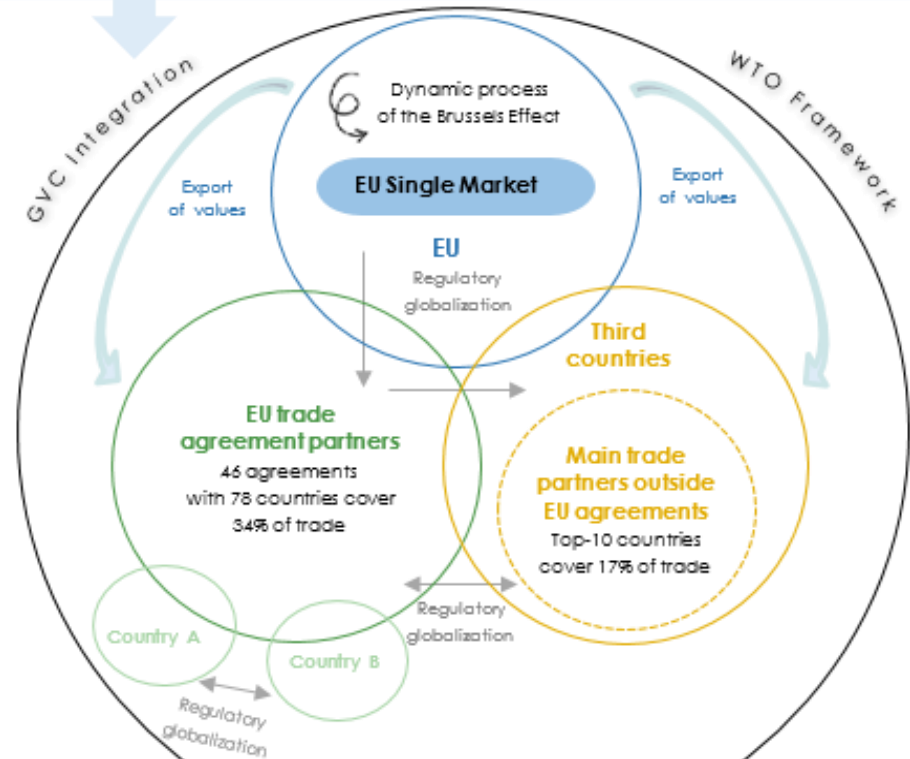 GVC Integration
WTO Framework
Dynamic process
of the Brussels Effect
EU Single Market
Export
of values
Export
of values
EU
Regulatory
globalization
Third
countries
EU trade
agreement partners
46 agreements
with 78 countries cover
34% of trade
Main trade
partners outside
EU agreements
Top-10 countries
cover 17% of trade
Regulatory
globalization
Country A
Country B
Regulatory
globalization